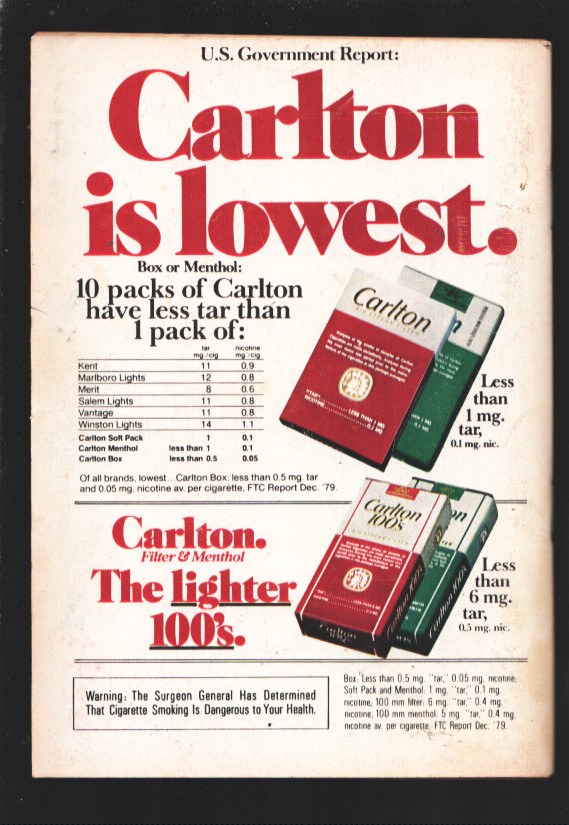 U.S. Government Report:
Carlton
is lowest.
Box or Menthol:
10 packs of Carlton
have less tar than
1 pack of:
tar nicotine
mg./cig. mg./cig.
Kent 11 0.9
Marlboro Lights 12 0.8
Merit 8 0.6
Salem Lights 11 0.8
Vantage 11 0.8
Winston Lights 14 1.1
Carlton Soft Pack 1 0.1
Carlton Menthol less than 1 0.1
Carlton Box less than 0.5 0.05
Of all brands, lowest...Carlton Box: less than 0.5 mg. tar
and 0.05 mg. nicotine av. per cigarette, FTC Report Dec. '79.
Carlton
Less
than
1 mg.
tar,
0.1 mg. nic.
Carlton.
Filter & Menthol
The lighter
100's.
Carlton
100's
Less
than
6 mg.
tar,
0.5 mg. nic.
Warning: The Surgeon General Has Determined
That Cigarette Smoking Is Dangerous to Your Health.
Box: Less than 0.5 mg. "tar," 0.05 mg. nicotine;
Soft Pack and Menthol: 1 mg. "tar," 0.1 mg.
nicotine; 100 mm filter: 6 mg. "tar," 0.4 mg.
nicotine; 100 mm menthol: 5 mg. "tar," 0.4 mg.
nicotine av. per cigarette, FTC Report Dec. '79.